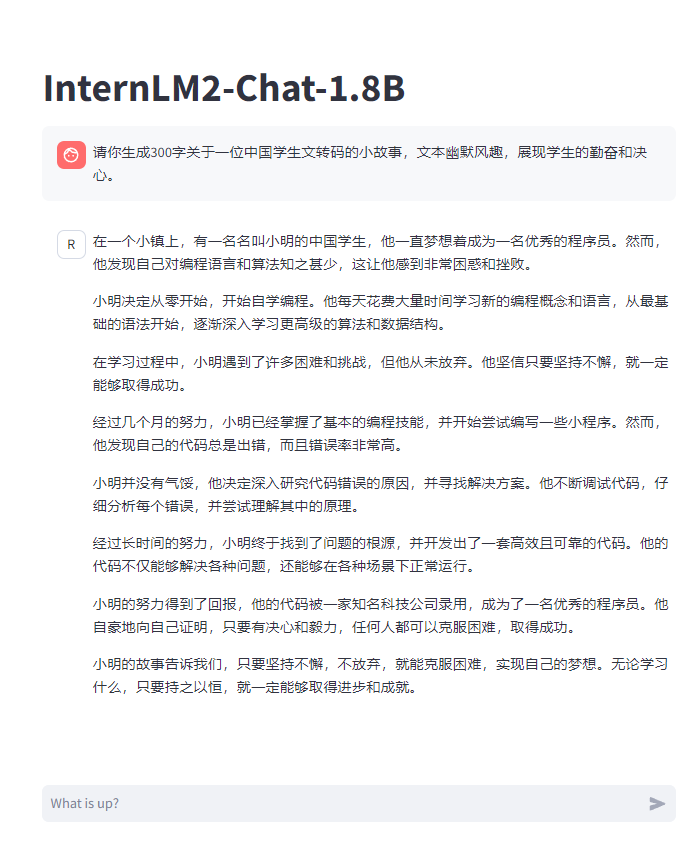 InternLM2-Chat-1.8B
请你生成300字关于一位中国学生文转码的小故事，文本幽默风趣，展现学生的勤奋和决
心。
R
在一个小镇上，有一名名叫小明的中国学生，他一直梦想着成为一名优秀的程序员。然而，
他发现自己对编程语言和算法知之甚少，这让他感到非常困惑和挫败。
小明决定从零开始，开始自学编程。他每天花费大量时间学习新的编程概念和语言，从最基
础的语法开始，逐渐深入学习更高级的算法和数据结构。
在学习过程中，小明遇到了许多困难和挑战，但他从未放弃。他坚信只要坚持不懈，就一定
能够取得成功。
经过几个月的努力，小明已经掌握了基本的编程技能，并开始尝试编写一些小程序。然而，
他发现自己的代码总是出错，而且错误率非常高。
小明并没有气馁，他决定深入研究代码错误的原因，并寻找解决方案。他不断调试代码，仔
细分析每个错误，并尝试理解其中的原理。
经过长时间的努力，小明终于找到了问题的根源，并开发出了一套高效且可靠的代码。他的
代码不仅能够解决各种问题，还能够在各种场景下正常运行。
小明的努力得到了回报，他的代码被一家知名科技公司录用，成为了一名优秀的程序员。他
自豪地向自己证明，只要有决心和毅力，任何人都可以克服困难，取得成功。
小明的故事告诉我们，只要坚持不懈，不放弃，就能克服困难，实现自己的梦想。无论学习
什么，只要持之以恒，就一定能够取得进步和成就。
What is up?